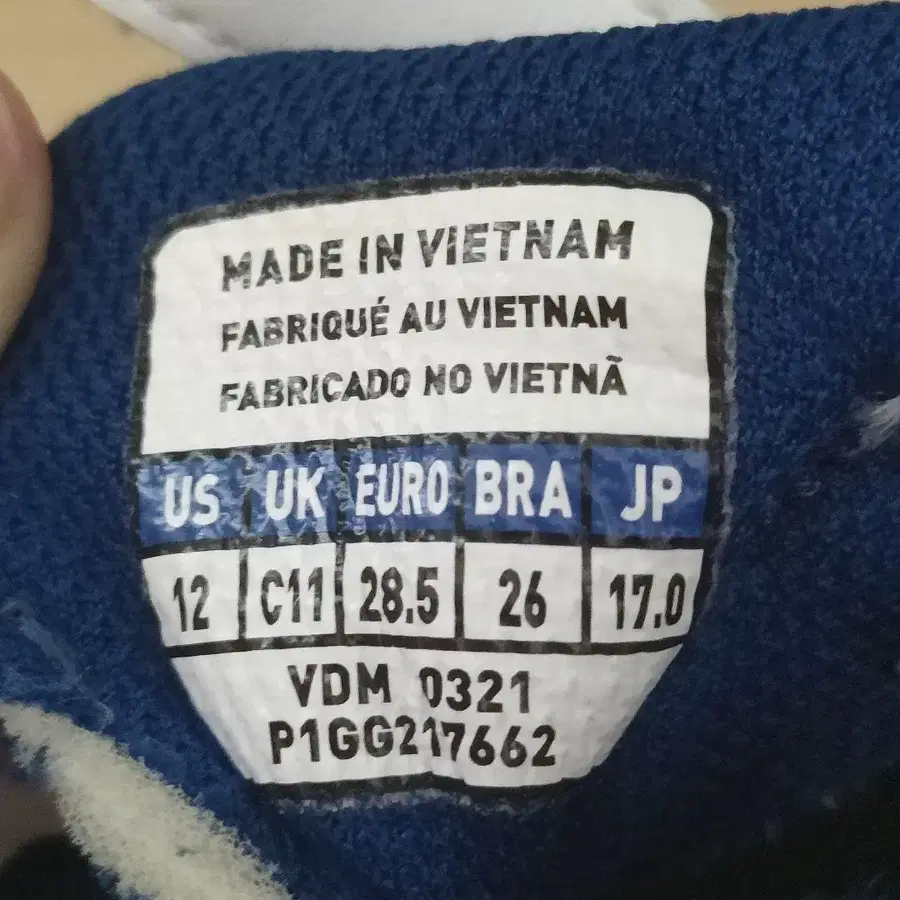 MADE IN VIETNAM
FABRIQUÉ AU VIETNAM
FABRICADO NO VIETNÃ
US UK EURO BRA JP
12 C11 28.5 26 17.0
VDM 0321
P1GG217662